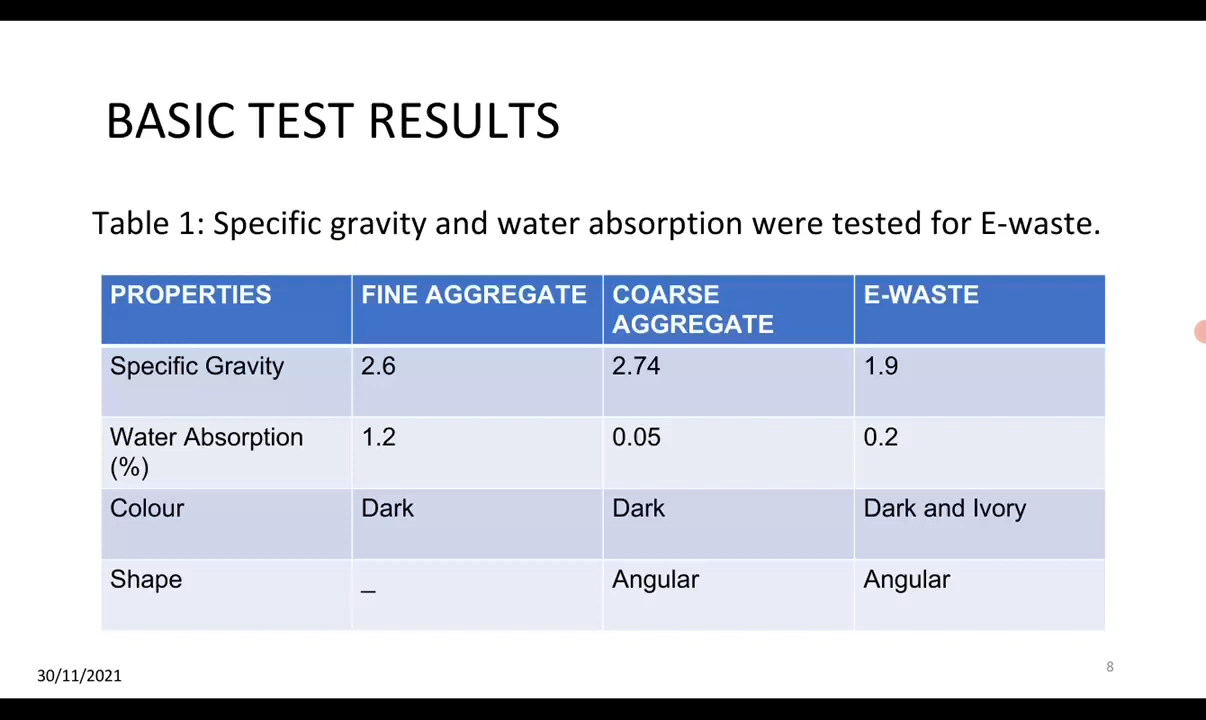 BASIC TEST RESULTS
Table 1: Specific gravity and water absorption were tested for E-waste.
PROPERTIES FINE AGGREGATE COARSE AGGREGATE E-WASTE
Specific Gravity 2.6 2.74 1.9
Water Absorption (%) 1.2 0.05 0.2
Colour Dark Dark Dark and Ivory
Shape _ Angular Angular
30/11/2021
8